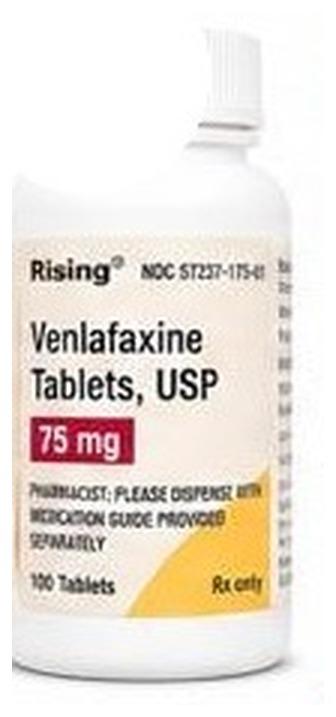 Rising® NDC 57237-175-01
Venlafaxine
Tablets, USP
75 mg
PHARMACIST: PLEASE DISPENSE WITH
MEDICATION GUIDE PROVIDED
SEPARATELY
100 Tablets Rx only